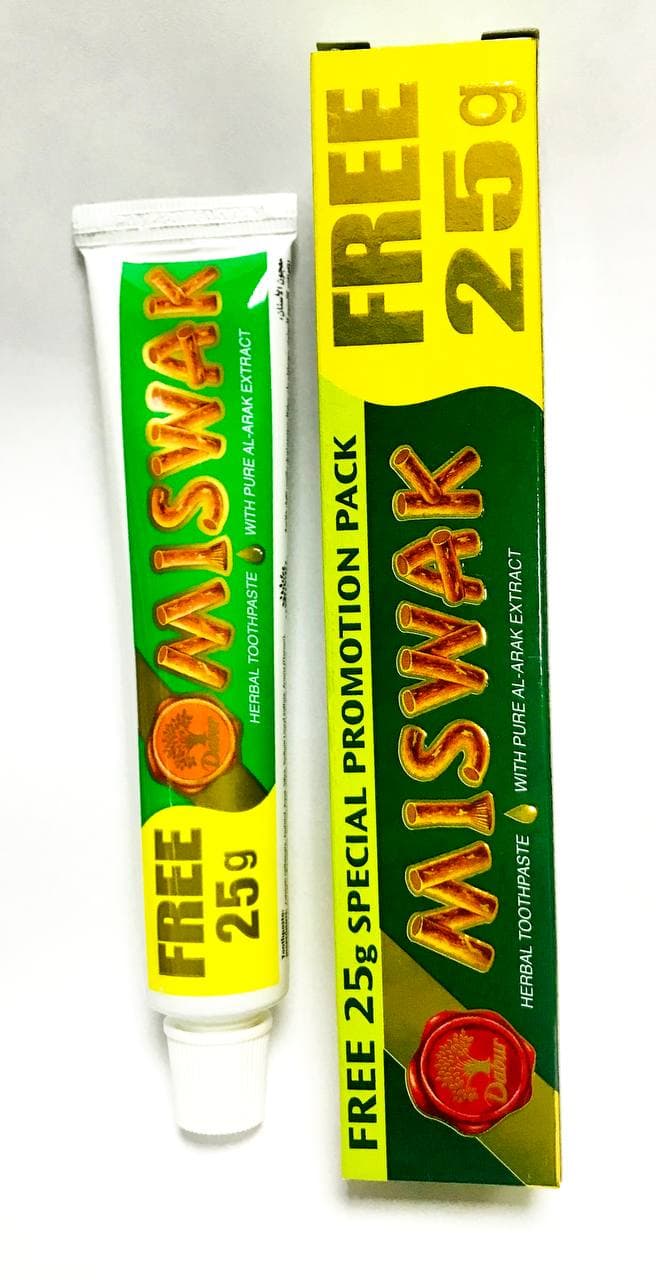 FREE
25g
Dabur
MISWAK
HERBAL TOOTHPASTE WITH PURE AL-ARAK EXTRACT
FREE 25g SPECIAL PROMOTION PACK
Dabur
MISWAK
HERBAL TOOTHPASTE WITH PURE AL-ARAK EXTRACT
FREE
25g